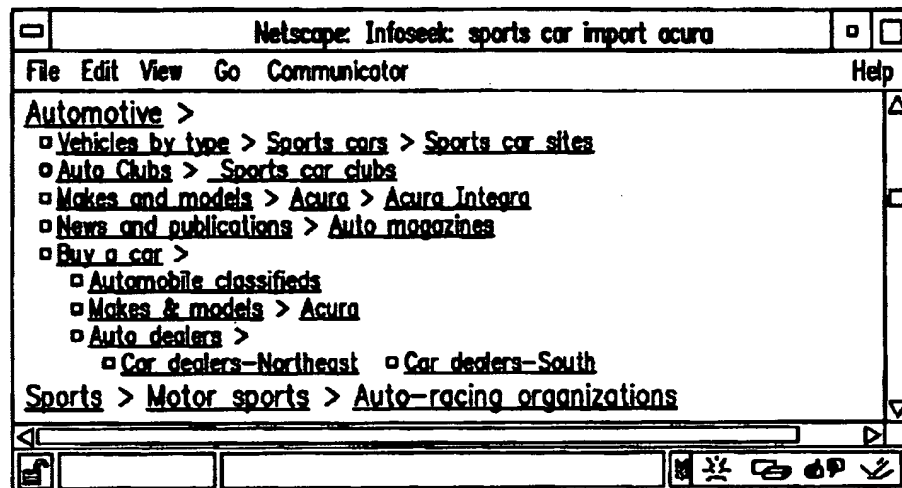 Netscape: Infoseek: sports car import acura
File Edit View Go Communicator Help
Automotive >
Vehicles by type > Sports cars > Sports car sites
Auto Clubs > Sports car clubs
Makes and models > Acura > Acura Integra
News and publications > Auto magazines
Buy a car >
Automobile classifieds
Makes & models > Acura
Auto dealers >
Car dealers-Northeast Car dealers-South
Sports > Motor sports > Auto-racing organizations